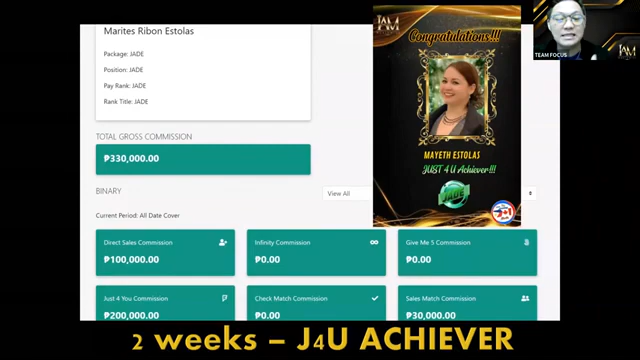 Marites Ribon Estolas
Package: JADE
Position: JADE
Pay Rank: JADE
Rank Title: JADE
TOTAL GROSS COMMISSION
₱330,000.00
BINARY
View All
Current Period: All Date Cover
Direct Sales Commission
₱100,000.00
Infinity Commission
₱0.00
Give Me 5 Commission
₱0.00
Just 4 You Commission
₱200,000.00
Check Match Commission
₱0.00
Sales Match Commission
₱30,000.00
IAM
Congratulations!!!
MAYETH ESTOLAS
JUST 4 U Achiever!!!
JADE
TEAM FOCUS
2 weeks – J4U ACHIEVER